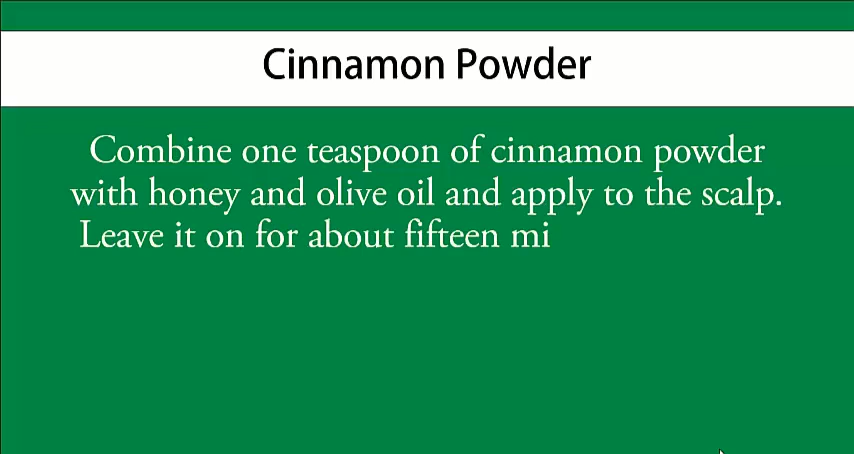 Cinnamon Powder
Combine one teaspoon of cinnamon powder
with honey and olive oil and apply to the scalp.
Leave it on for about fifteen mi